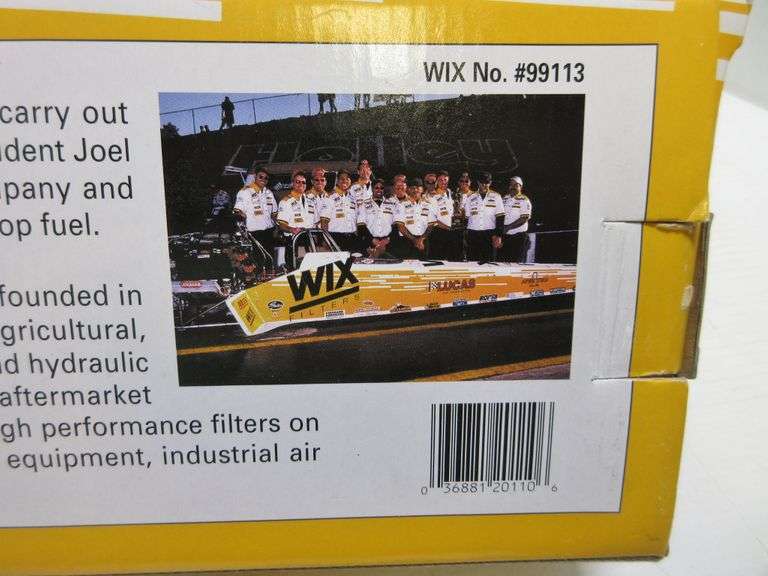 WIX No. #99113
carry out
dent Joel
pany and
op fuel.
founded in
gricultural,
d hydraulic
aftermarket
gh performance filters on
equipment, industrial air
Holley
WIX
FILTERS
LUCAS
0 36881 20110 6